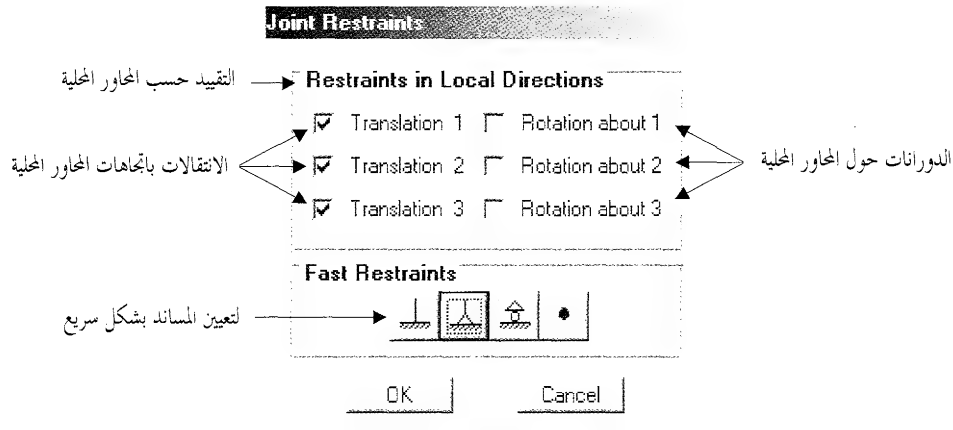 Joint Restraints
التقييد حسب المحاور المحلية
Restraints in Local Directions
Translation 1 Rotation about 1
الانتقالات باتجاهات المحاور المحلية
Translation 2 Rotation about 2
الدورانات حول المحاور المحلية
Translation 3 Rotation about 3
Fast Restraints
لتعيين المساند بشكل سريع
OK Cancel